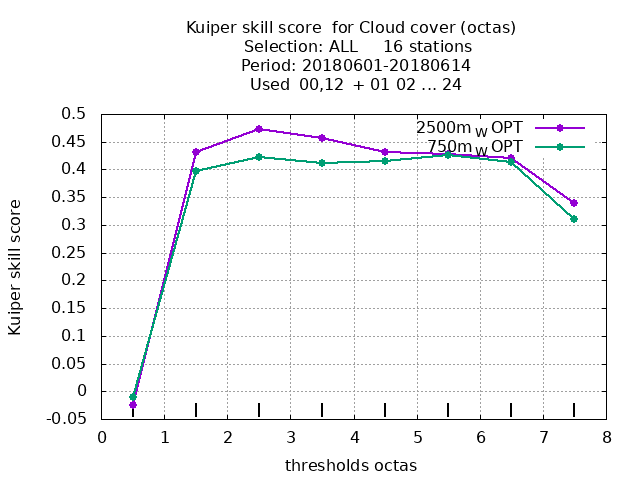 Kuiper skill score  for Cloud cover (octas)
Selection: ALL     16 stations
Period: 20180601-20180614
Used  00,12  + 01 02 ... 24
2500m W OPT
750m W OPT
0.5
0.45
0.4
0.35
0.3
0.25
0.2
0.15
0.1
0.05
0
-0.05
Kuiper skill score
0 1 2 3 4 5 6 7 8
thresholds octas